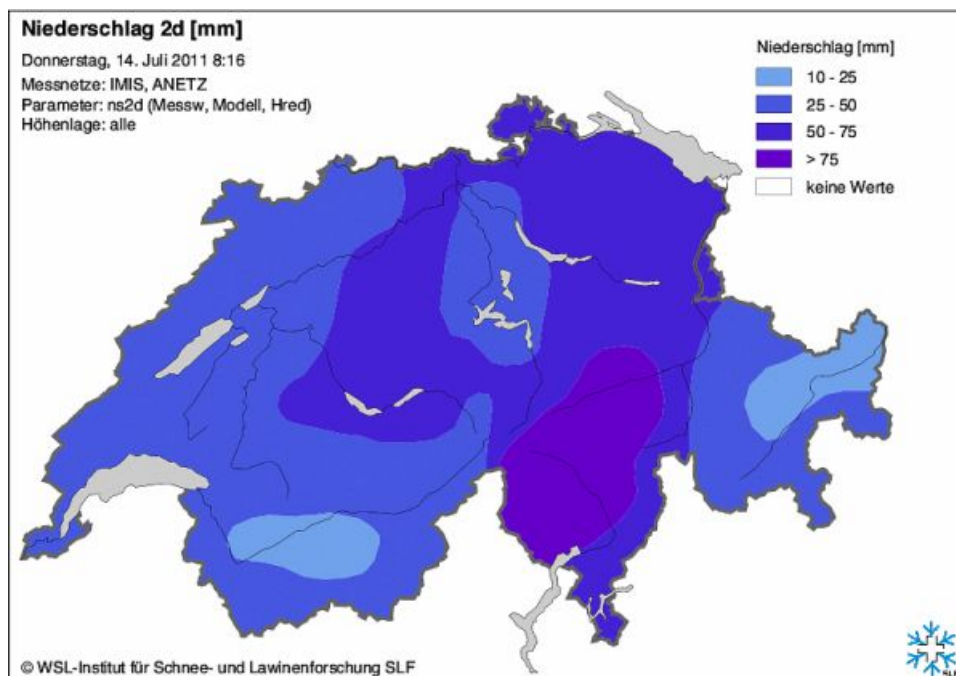 Niederschlag 2d [mm]
Donnerstag, 14. Juli 2011 8:16
Messnetze: IMIS, ANETZ
Parameter: ns2d (Messw, Modell, Hred)
Höhenlage: alle
Niederschlag [mm]
10 - 25
25 - 50
50 - 75
> 75
keine Werte
© WSL-Institut für Schnee- und Lawinenforschung SLF
SLF